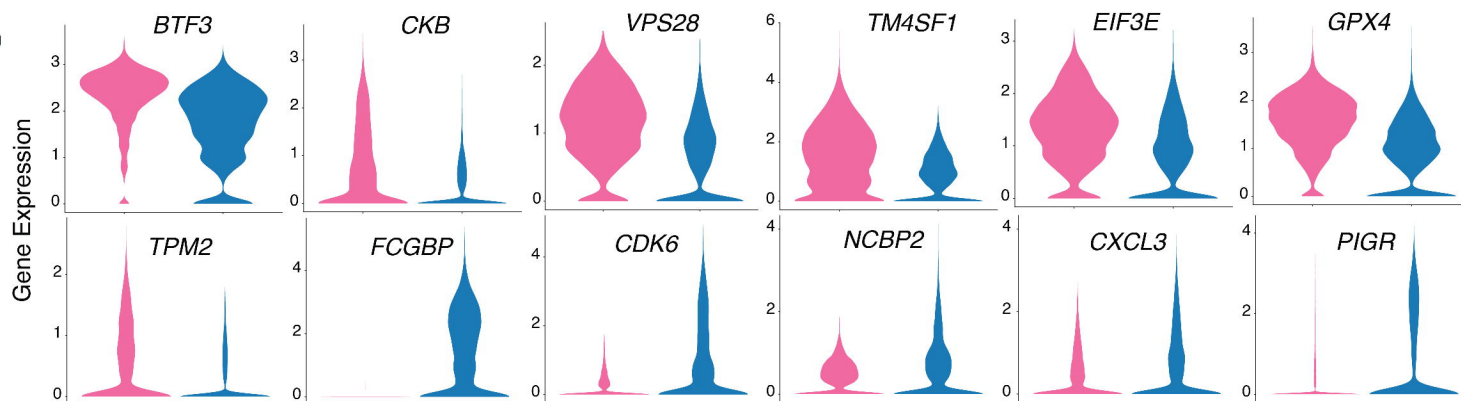 BTF3 CKB VPS28 TM4SF1 EIF3E GPX4
3 2 1 0
3 2 1 0
2 1 0
6 4 2 0
3 2 1 0
3 2 1 0
Gene Expression
TPM2 FCGBP CDK6 NCBP2 CXCL3 PIGR
2 1 0
4 2 0
4 2 0
4 2 0
4 2 0
4 2 0